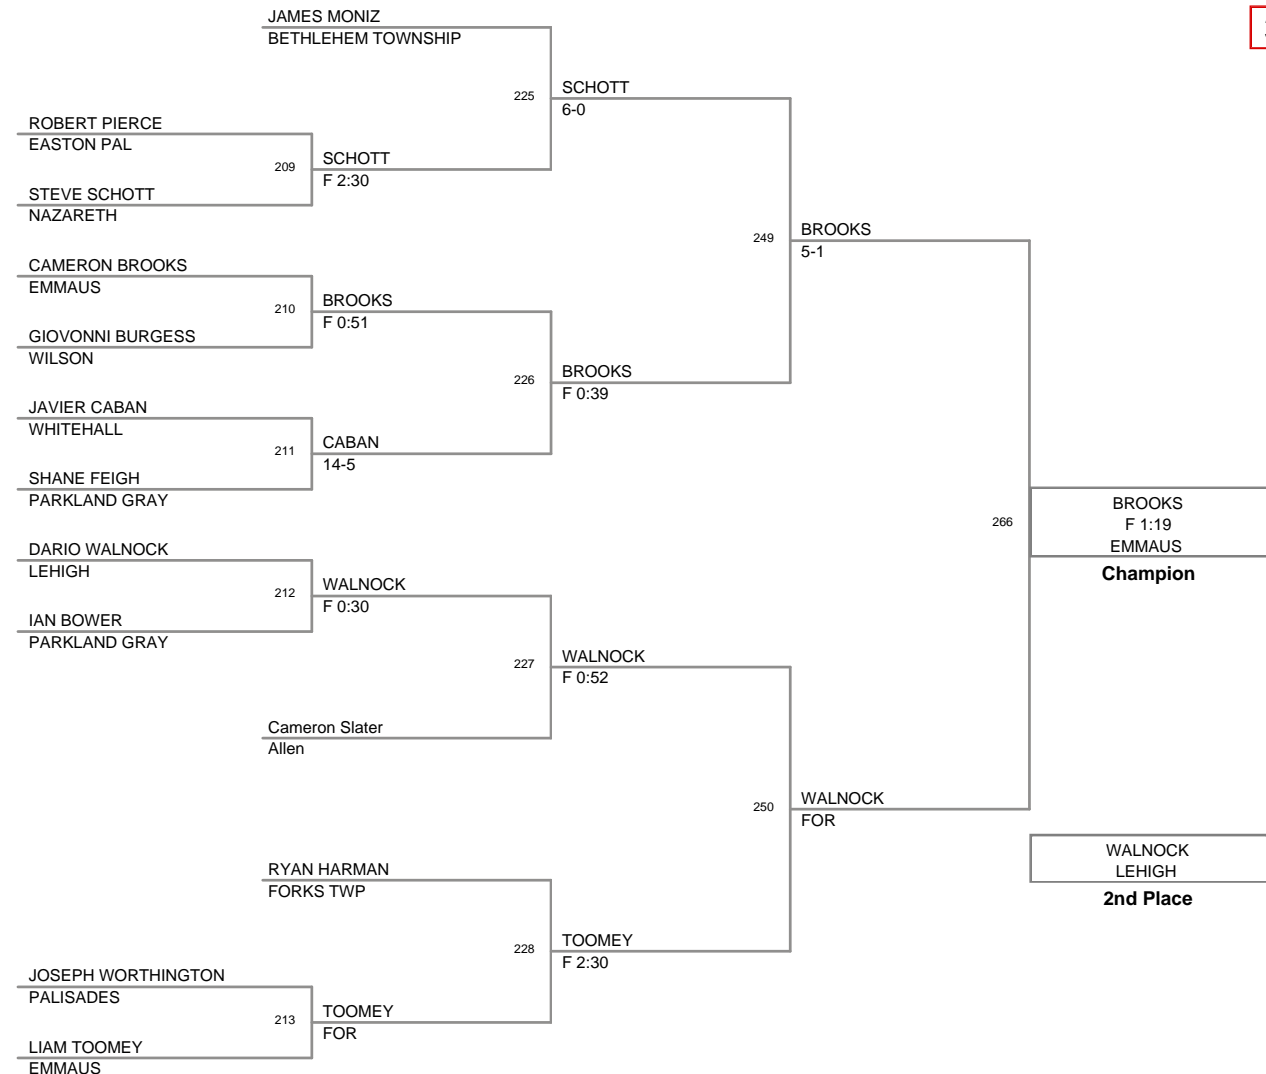 JAMES MONIZ
BETHLEHEM TOWNSHIP
225
SCHOTT
6-0
ROBERT PIERCE
EASTON PAL
209
SCHOTT
F 2:30
STEVE SCHOTT
NAZARETH
249
BROOKS
5-1
CAMERON BROOKS
EMMAUS
210
BROOKS
F 0:51
GIOVONNI BURGESS
WILSON
226
BROOKS
F 0:39
JAVIER CABAN
WHITEHALL
211
CABAN
14-5
SHANE FEIGH
PARKLAND GRAY
266
BROOKS
F 1:19
EMMAUS
Champion
DARIO WALNOCK
LEHIGH
212
WALNOCK
F 0:30
IAN BOWER
PARKLAND GRAY
227
WALNOCK
F 0:52
Cameron Slater
Allen
250
WALNOCK
FOR
WALNOCK
LEHIGH
2nd Place
RYAN HARMAN
FORKS TWP
228
TOOMEY
F 2:30
JOSEPH WORTHINGTON
PALISADES
213
TOOMEY
FOR
LIAM TOOMEY
EMMAUS